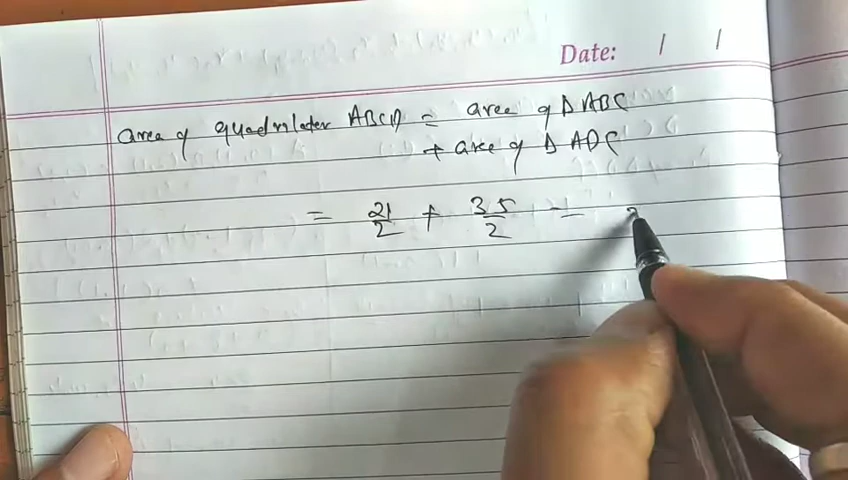 Date: / /
area of quadrilater ABCD = area of Δ ABC
+ area of Δ ADC
= 21/2 + 35/2 =